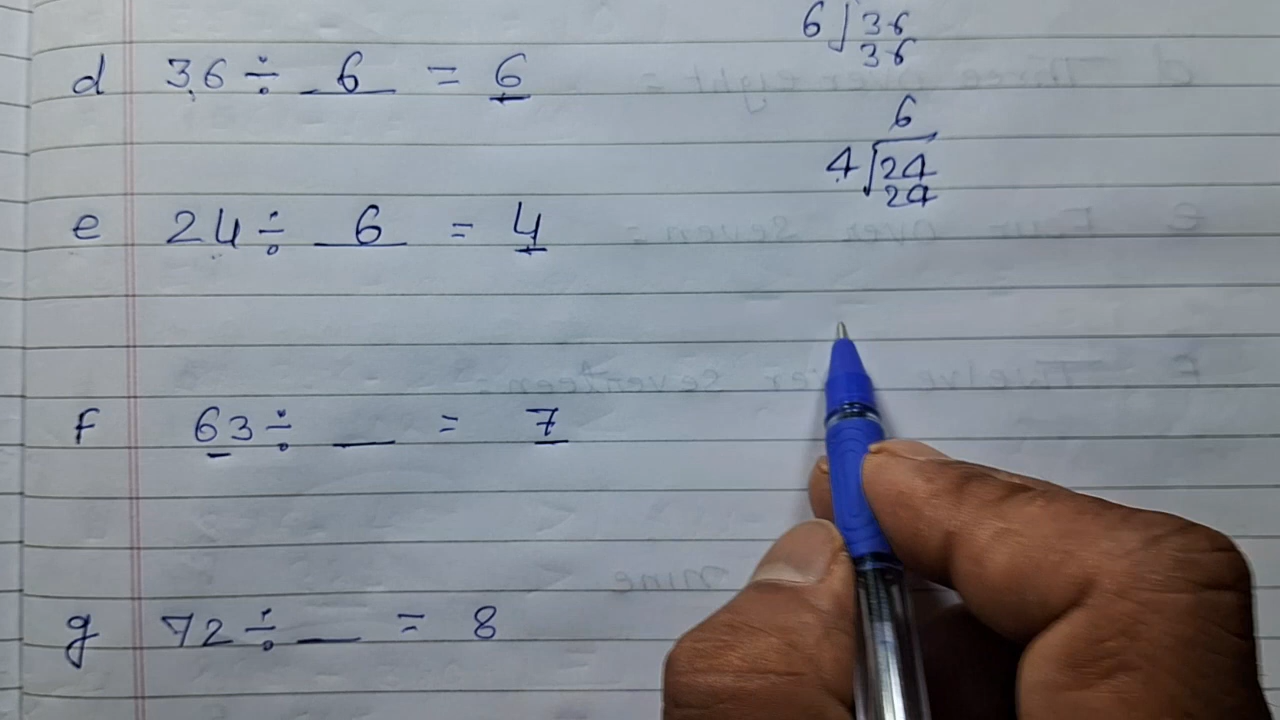 6 36
36
d 36 ÷ 6 = 6
6
4 24
24
e 24 ÷ 6 = 4
f 63 ÷ __ = 7
g 72 ÷ __ = 8